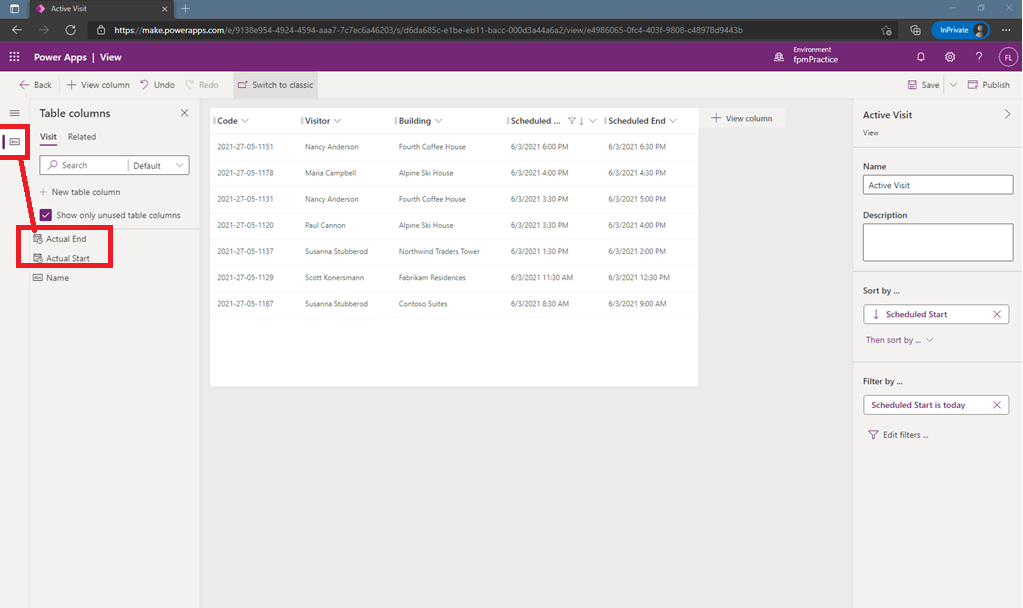 Active Visit
https://make.powerapps.com/e/9138e954-4924-4594-aaa7-7c7ec6a46203/s/d6da685c-e1be-eb11-bacc-000d3a44a6a2/view/e4986065-0fc4-403f-9808-c48978d9443b
InPrivate
Power Apps | View
Environment
fpmPractice
FL
Back
View column
Undo
Redo
Switch to classic
Save
Publish
Table columns
Visit Related
Search Default
New table column
Show only unused table columns
Abc
Actual End
Actual Start
Abc Name
Code Visitor Building Scheduled ... Scheduled End
View column
2021-27-05-1151 Nancy Anderson Fourth Coffee House 6/3/2021 6:00 PM 6/3/2021 6:30 PM
2021-27-05-1178 Maria Campbell Alpine Ski House 6/3/2021 4:00 PM 6/3/2021 4:30 PM
2021-27-05-1131 Nancy Anderson Fourth Coffee House 6/3/2021 3:30 PM 6/3/2021 5:00 PM
2021-27-05-1120 Paul Cannon Alpine Ski House 6/3/2021 3:30 PM 6/3/2021 4:00 PM
2021-27-05-1137 Susanna Stubberod Northwind Traders Tower 6/3/2021 1:30 PM 6/3/2021 2:00 PM
2021-27-05-1129 Scott Konersmann Fabrikam Residences 6/3/2021 11:30 AM 6/3/2021 12:30 PM
2021-27-05-1187 Susanna Stubberod Contoso Suites 6/3/2021 8:30 AM 6/3/2021 9:00 AM
Active Visit
View
Name
Active Visit
Description
Sort by ...
Scheduled Start
Then sort by ...
Filter by ...
Scheduled Start is today
Edit filters ...